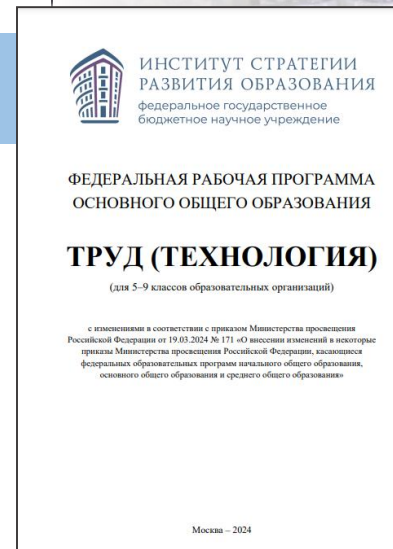 ИНСТИТУТ СТРАТЕГИИ
РАЗВИТИЯ ОБРАЗОВАНИЯ
федеральное государственное
бюджетное научное учреждение
ФЕДЕРАЛЬНАЯ РАБОЧАЯ ПРОГРАММА
ОСНОВНОГО ОБЩЕГО ОБРАЗОВАНИЯ
ТРУД (ТЕХНОЛОГИЯ)
(для 5–9 классов образовательных организаций)
с изменениями в соответствии с приказом Министерства просвещения
Российской Федерации от 19.03.2024 № 171 «О внесении изменений в некоторые
приказы Министерства просвещения Российской Федерации, касающиеся
федеральных образовательных программ начального общего образования,
основного общего образования и среднего общего образования»
Москва – 2024